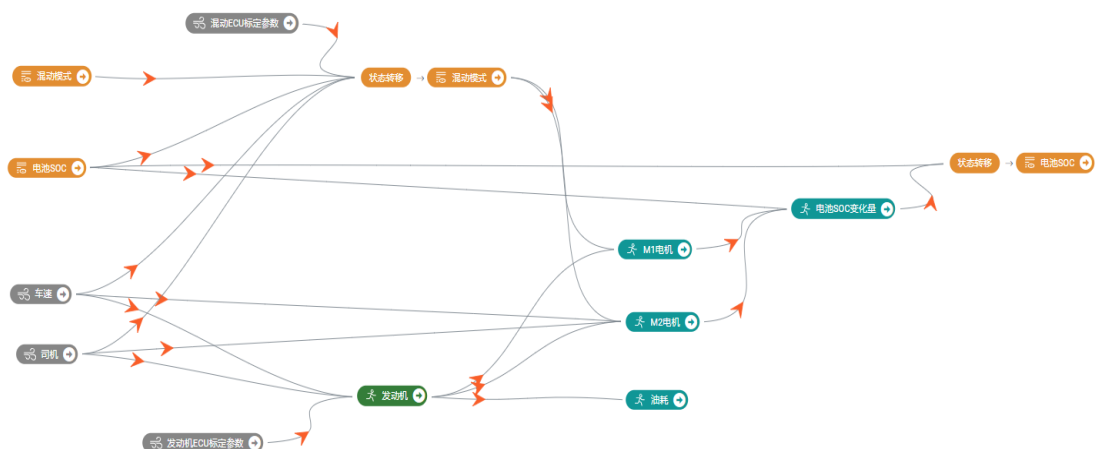 混动ECU标定参数
混动模式
状态转移
混动模式
电池SOC
状态转移
电池SOC
电池SOC变化量
M1电机
车速
M2电机
司机
发动机
油耗
发动机ECU标定参数